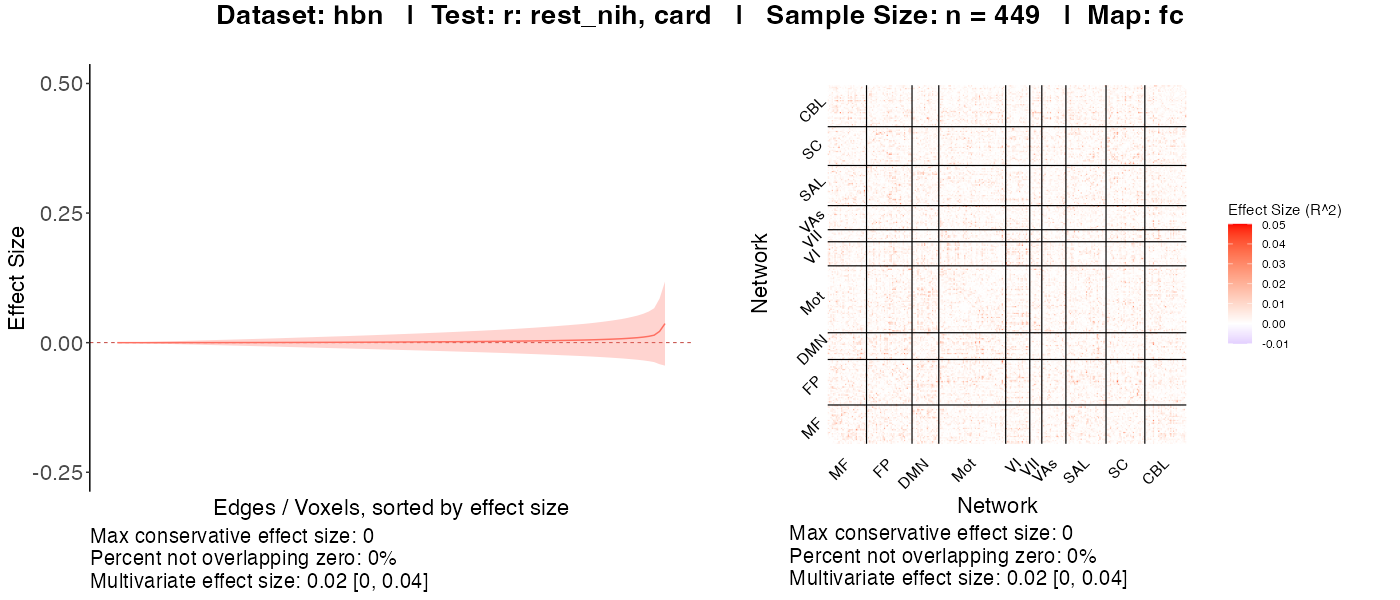 Dataset: hbn | Test: r: rest_nih, card | Sample Size: n = 449 | Map: fc
Effect Size
0.50
0.25
0.00
-0.25
Edges / Voxels, sorted by effect size
Max conservative effect size: 0
Percent not overlapping zero: 0%
Multivariate effect size: 0.02 [0, 0.04]
Network
CBL
SC
SAL
VAs
VII
VI
Mot
DMN
FP
MF
MF
FP
DMN
Mot
VI
VII
VAs
SAL
SC
CBL
Network
Max conservative effect size: 0
Percent not overlapping zero: 0%
Multivariate effect size: 0.02 [0, 0.04]
Effect Size (R^2)
0.05
0.04
0.03
0.02
0.01
0.00
-0.01